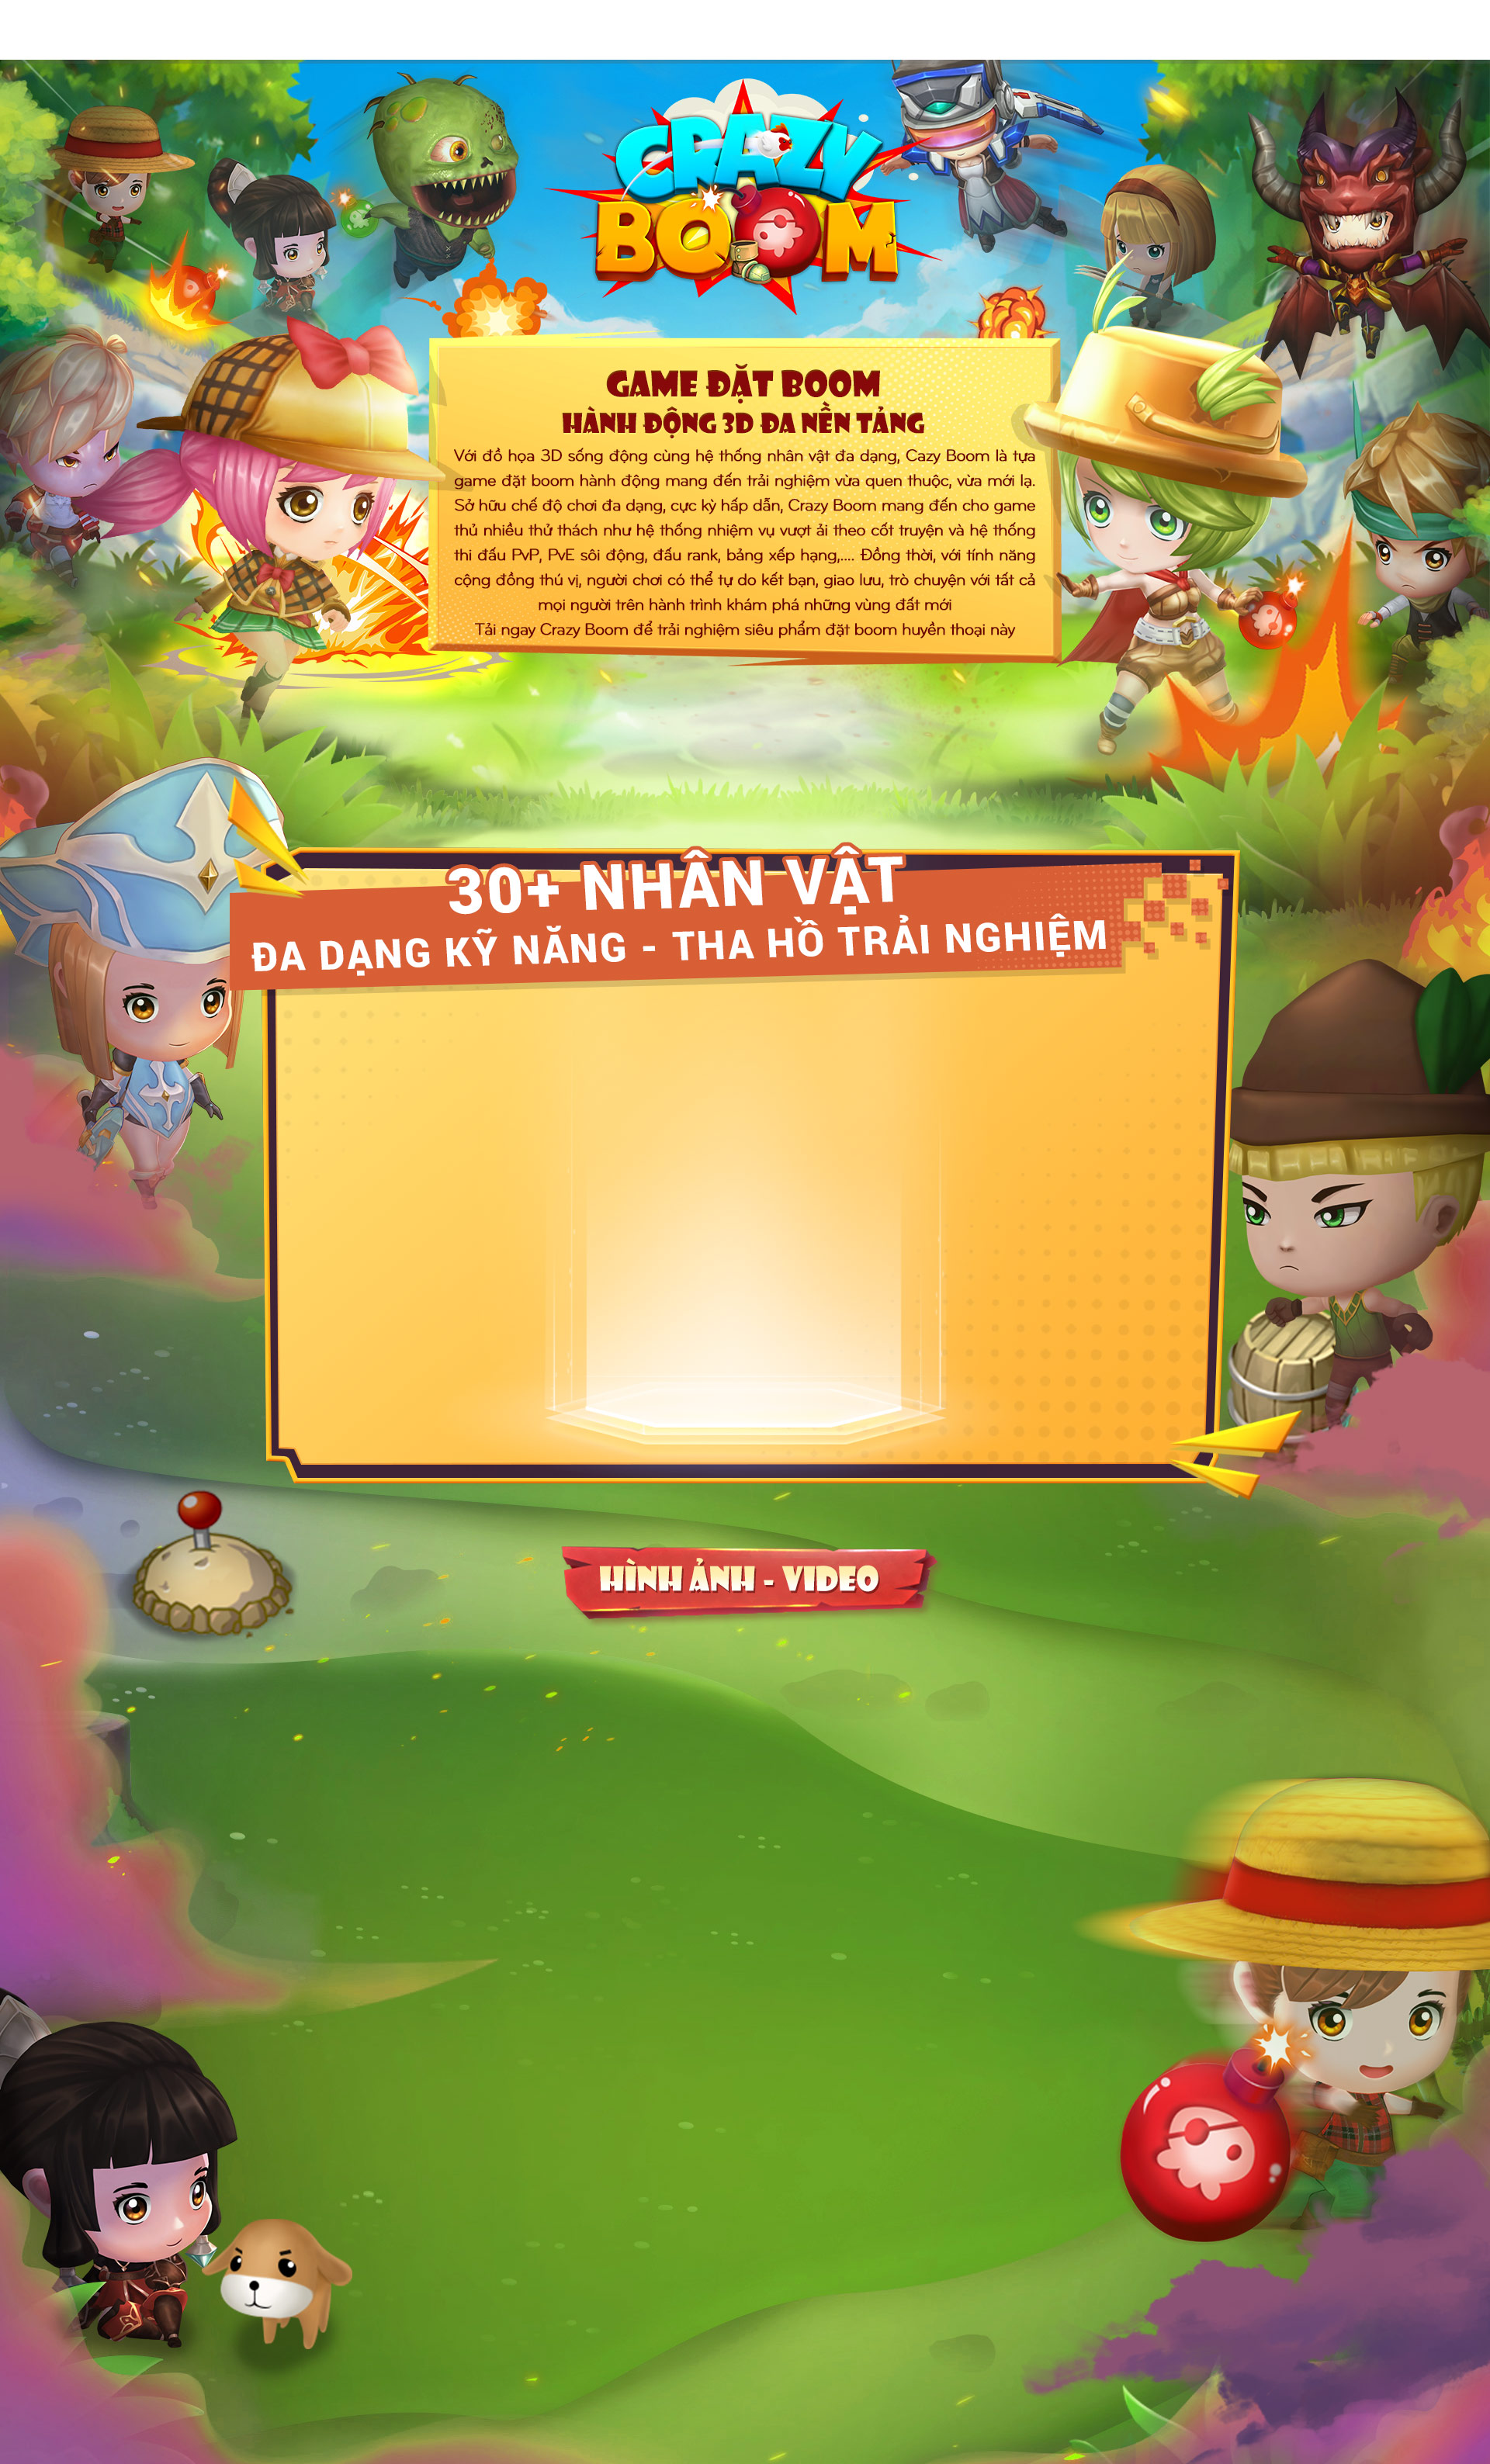 CRAZY
BOOM
GAME ĐẶT BOOM
HÀNH ĐỘNG 3D ĐA NỀN TẢNG
Với đồ họa 3D sống động cùng hệ thống nhân vật đa dạng, Cazy Boom là tựa
game đặt boom hành động mang đến trải nghiệm vừa quen thuộc, vừa mới lạ.
Sở hữu chế độ chơi đa dạng, cực kỳ hấp dẫn, Crazy Boom mang đến cho game
thủ nhiều thử thách như hệ thống nhiệm vụ vượt ải theo cốt truyện và hệ thống
thi đấu PvP, PvE sôi động, đấu rank, bảng xếp hạng,.... Đồng thời, với tính năng
cộng đồng thú vị, người chơi có thể tự do kết bạn, giao lưu, trò chuyện với tất cả
mọi người trên hành trình khám phá những vùng đất mới
Tải ngay Crazy Boom để trải nghiệm siêu phẩm đặt boom huyền thoại này
30+ NHÂN VẬT
ĐA DẠNG KỸ NĂNG - THA HỒ TRẢI NGHIỆM
HÌNH ẢNH - VIDEO